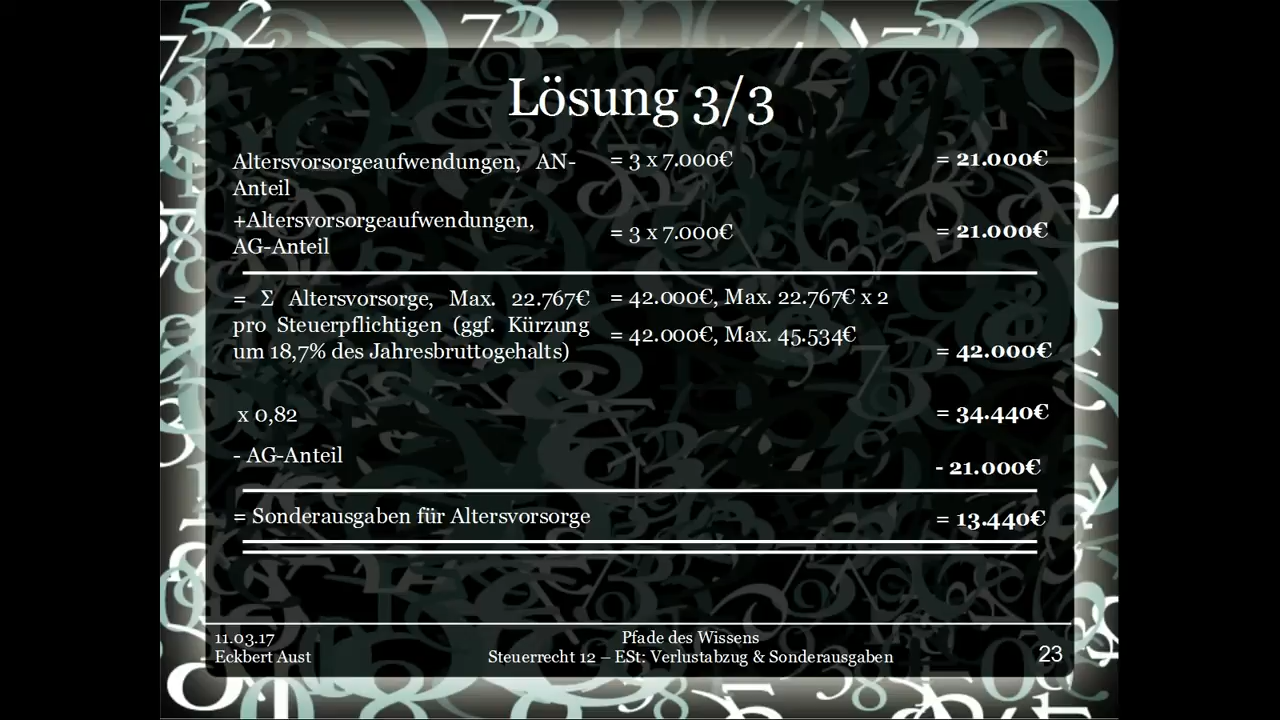 Lösung 3/3
Altersvorsorgeaufwendungen, AN- = 3 x 7.000€ = 21.000€
Anteil
+Altersvorsorgeaufwendungen,
AG-Anteil = 3 x 7.000€ = 21.000€
= Σ Altersvorsorge, Max. 22.767€ = 42.000€, Max. 22.767€ x 2
pro Steuerpflichtigen (ggf. Kürzung = 42.000€, Max. 45.534€
um 18,7% des Jahresbruttogehalts) = 42.000€
x 0,82 = 34.440€
- AG-Anteil - 21.000€
= Sonderausgaben für Altersvorsorge = 13.440€
11.03.17 Pfade des Wissens
Eckbert Aust Steuerrecht 12 – ESt: Verlustabzug & Sonderausgaben 23